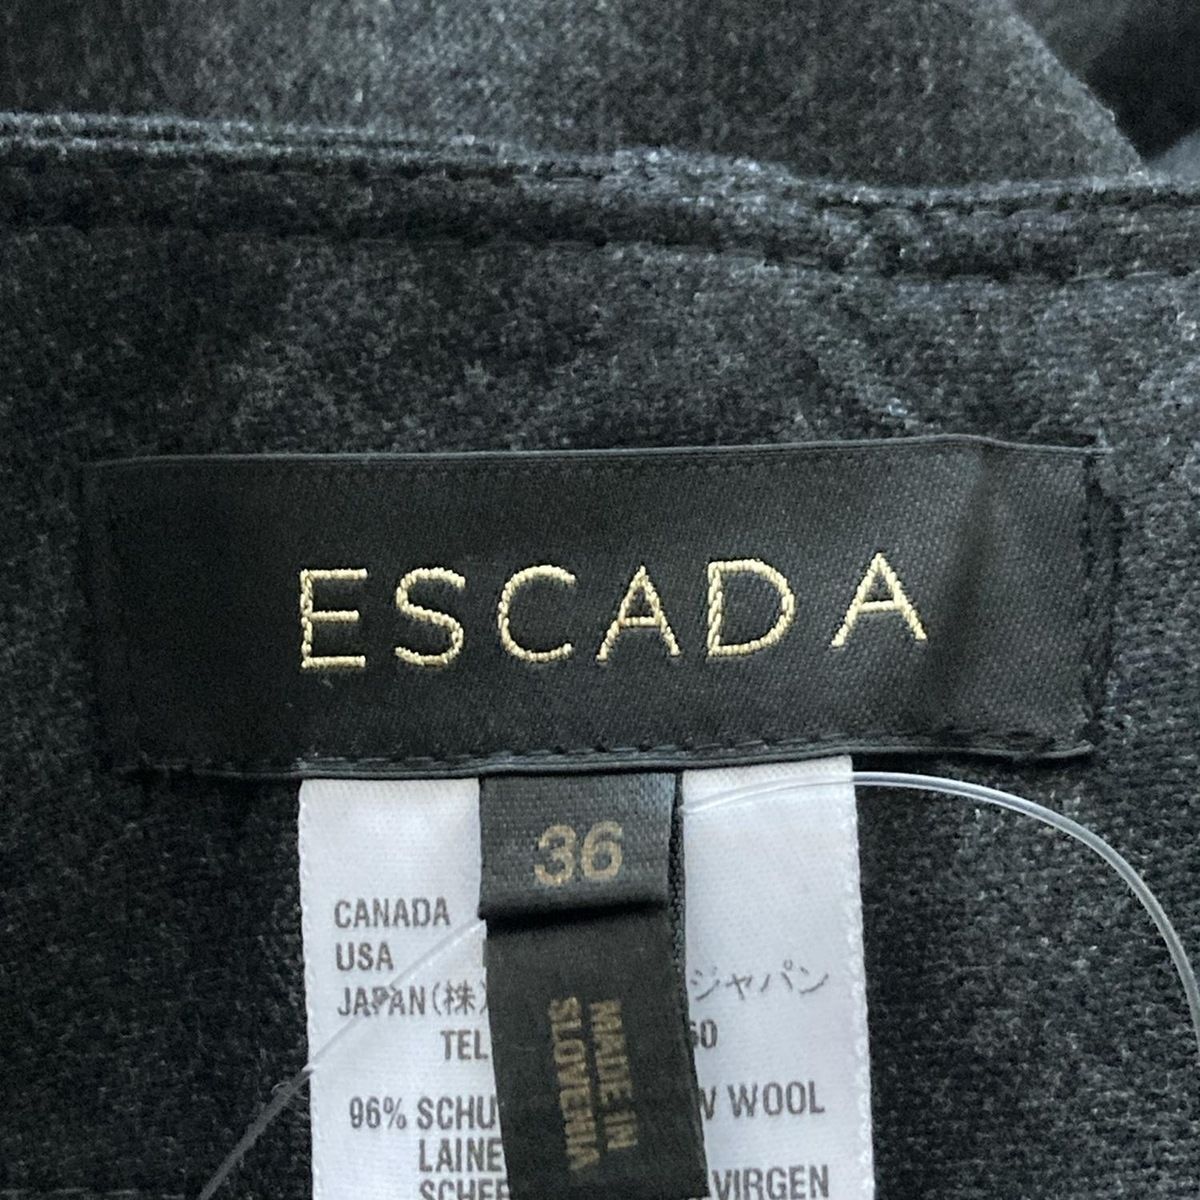 ESCADA
36
MADE IN
SLOVENIA
CANADA
USA
JAPAN(株) ジャパン
TEL 60
96% SCHU W WOOL
LAINE
SCHE VIRGEN